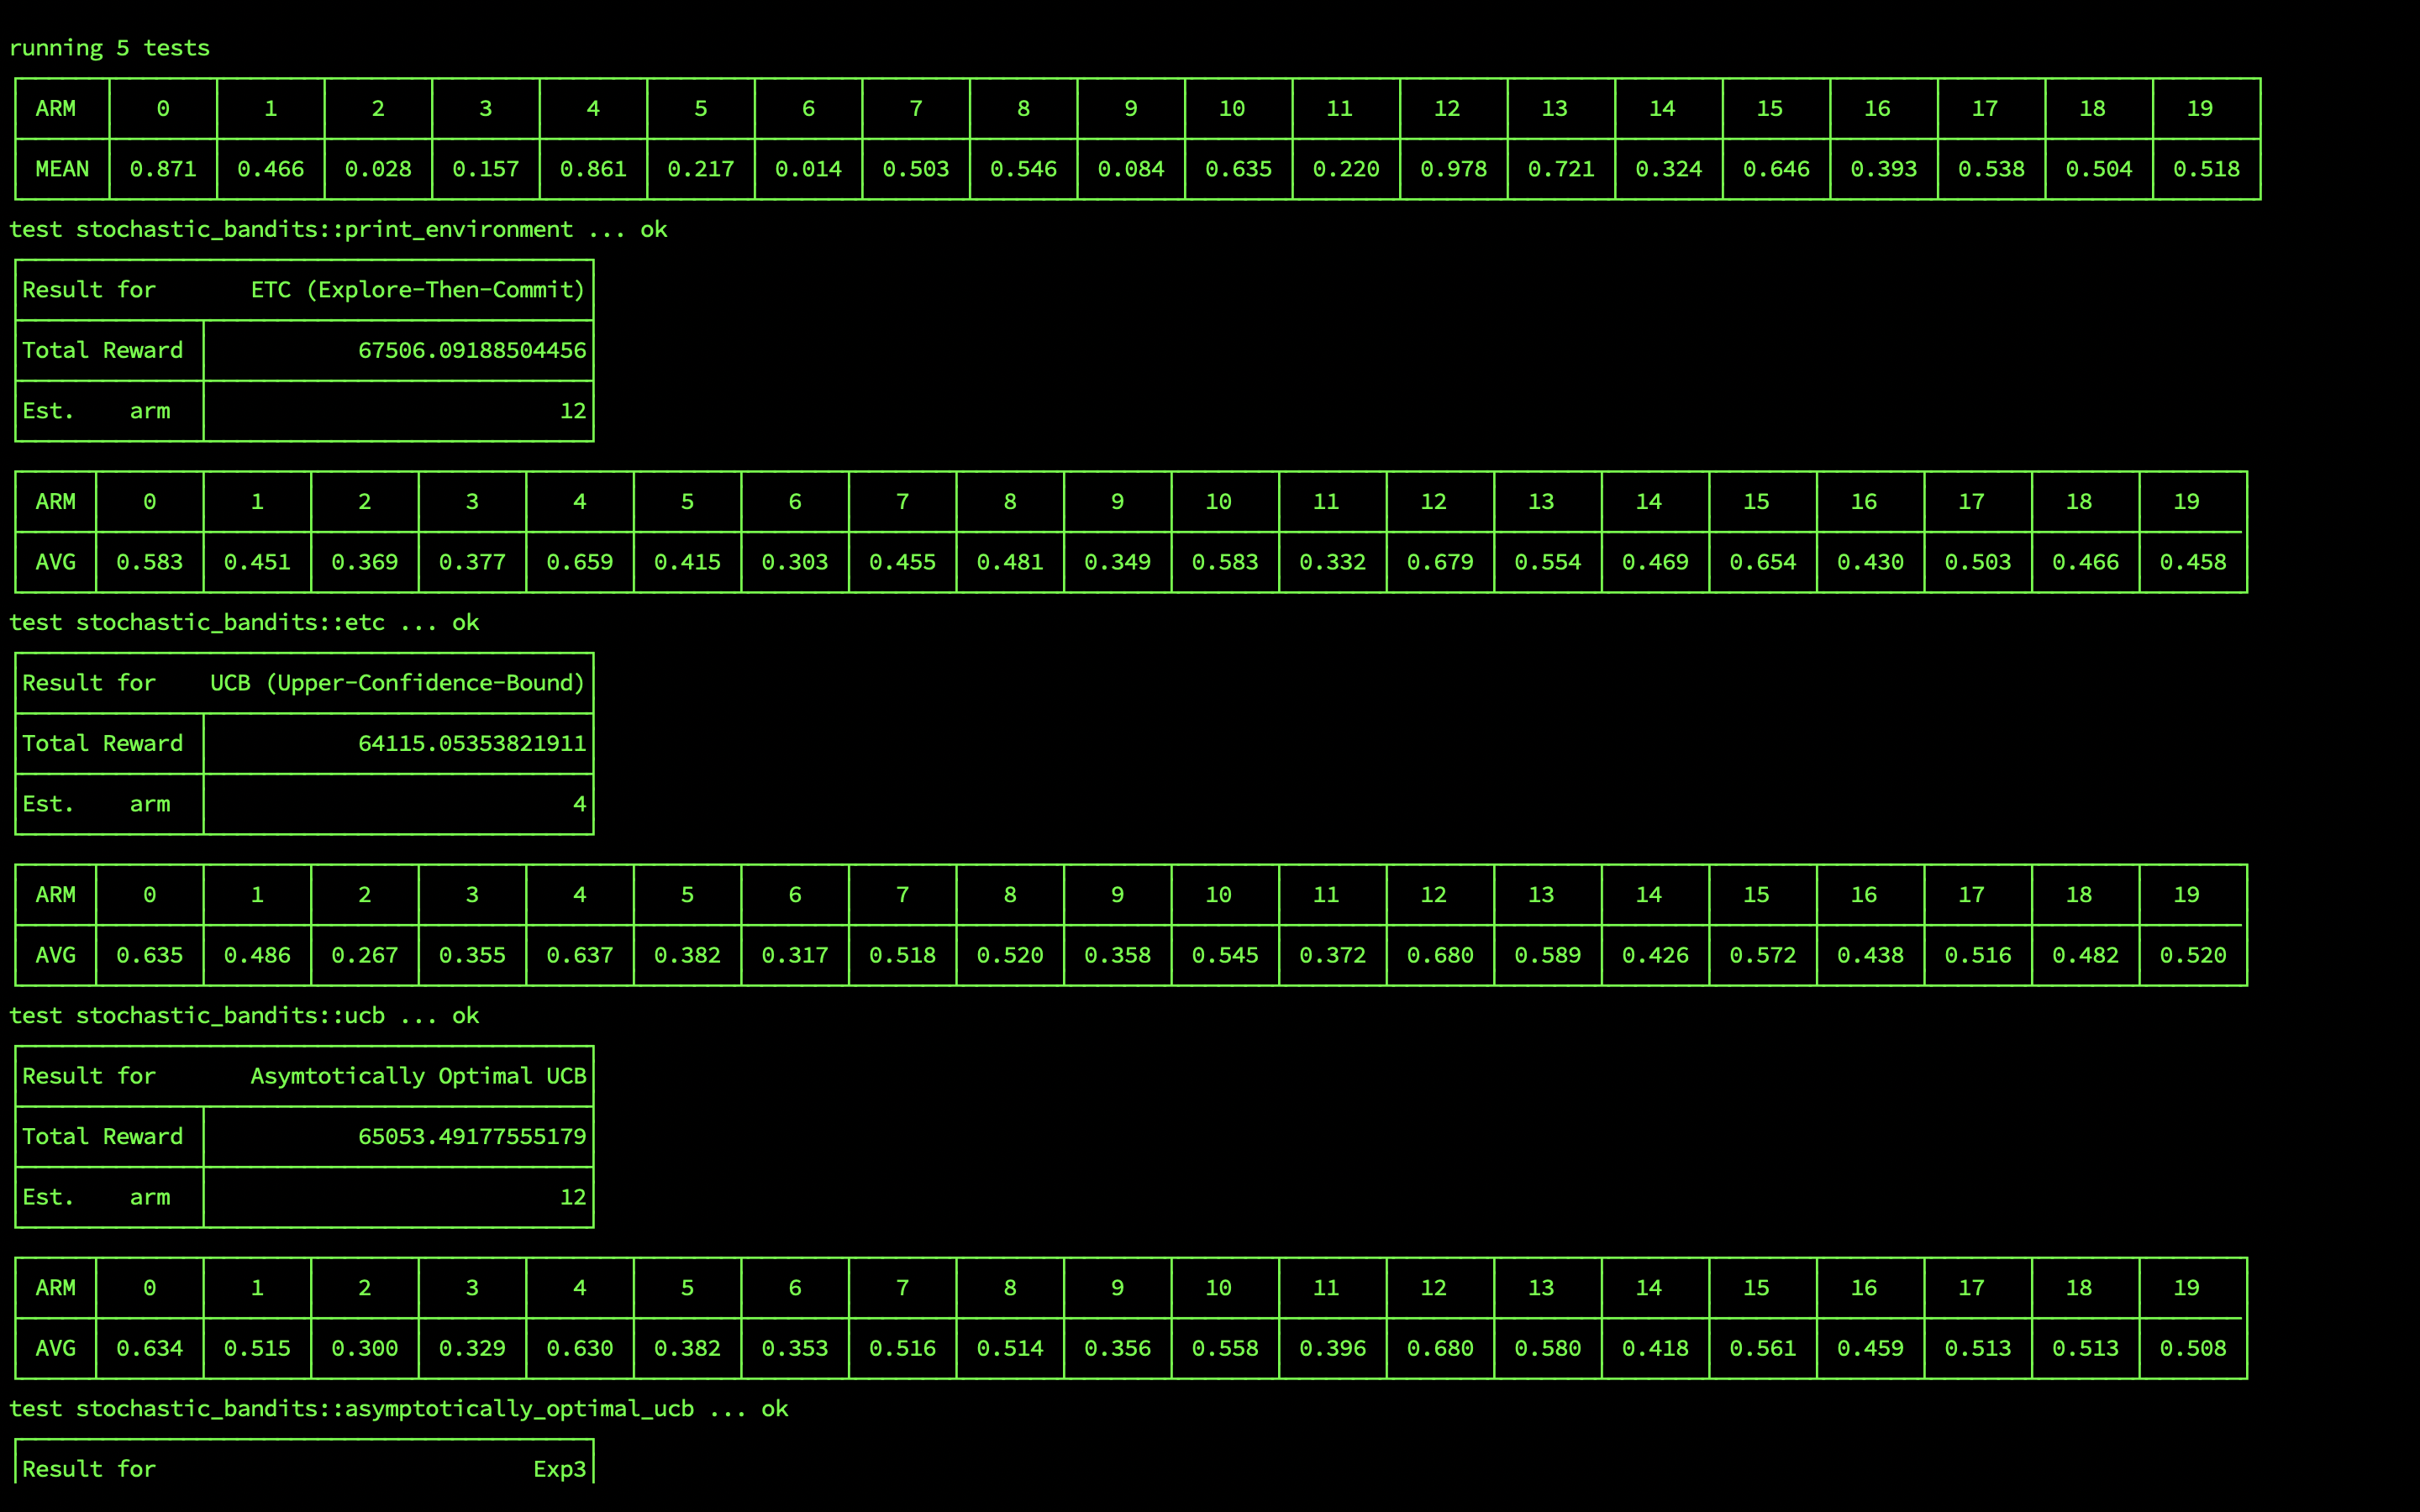 running 5 tests
ARM 0 1 2 3 4 5 6 7 8 9 10 11 12 13 14 15 16 17 18 19
MEAN 0.871 0.466 0.028 0.157 0.861 0.217 0.014 0.503 0.546 0.084 0.635 0.220 0.978 0.721 0.324 0.646 0.393 0.538 0.504 0.518
test stochastic_bandits::print_environment ... ok
Result for ETC (Explore-Then-Commit)
Total Reward 67506.09188504456
Est. arm 12
ARM 0 1 2 3 4 5 6 7 8 9 10 11 12 13 14 15 16 17 18 19
AVG 0.583 0.451 0.369 0.377 0.659 0.415 0.303 0.455 0.481 0.349 0.583 0.332 0.679 0.554 0.469 0.654 0.430 0.503 0.466 0.458
test stochastic_bandits::etc ... ok
Result for UCB (Upper-Confidence-Bound)
Total Reward 64115.05353821911
Est. arm 4
ARM 0 1 2 3 4 5 6 7 8 9 10 11 12 13 14 15 16 17 18 19
AVG 0.635 0.486 0.267 0.355 0.637 0.382 0.317 0.518 0.520 0.358 0.545 0.372 0.680 0.589 0.426 0.572 0.438 0.516 0.482 0.520
test stochastic_bandits::ucb ... ok
Result for Asymtotically Optimal UCB
Total Reward 65053.49177555179
Est. arm 12
ARM 0 1 2 3 4 5 6 7 8 9 10 11 12 13 14 15 16 17 18 19
AVG 0.634 0.515 0.300 0.329 0.630 0.382 0.353 0.516 0.514 0.356 0.558 0.396 0.680 0.580 0.418 0.561 0.459 0.513 0.513 0.508
test stochastic_bandits::asymptotically_optimal_ucb ... ok
Result for Exp3